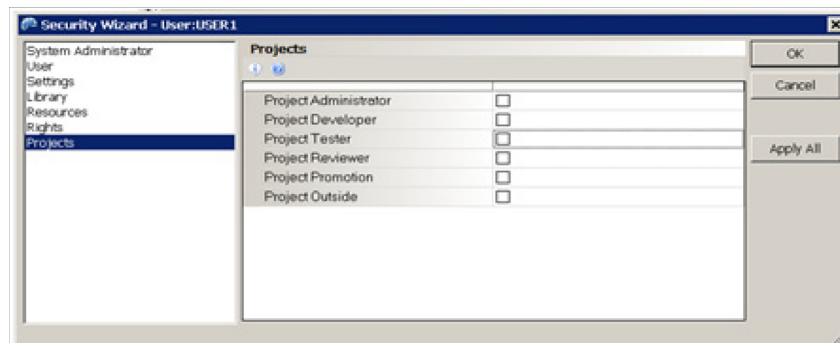 Security Wizard - User:USER1
System Administrator
User
Settings
Library
Resources
Rights
Projects
Projects
Project Administrator
Project Developer
Project Tester
Project Reviewer
Project Promotion
Project Outside
OK
Cancel
Apply All